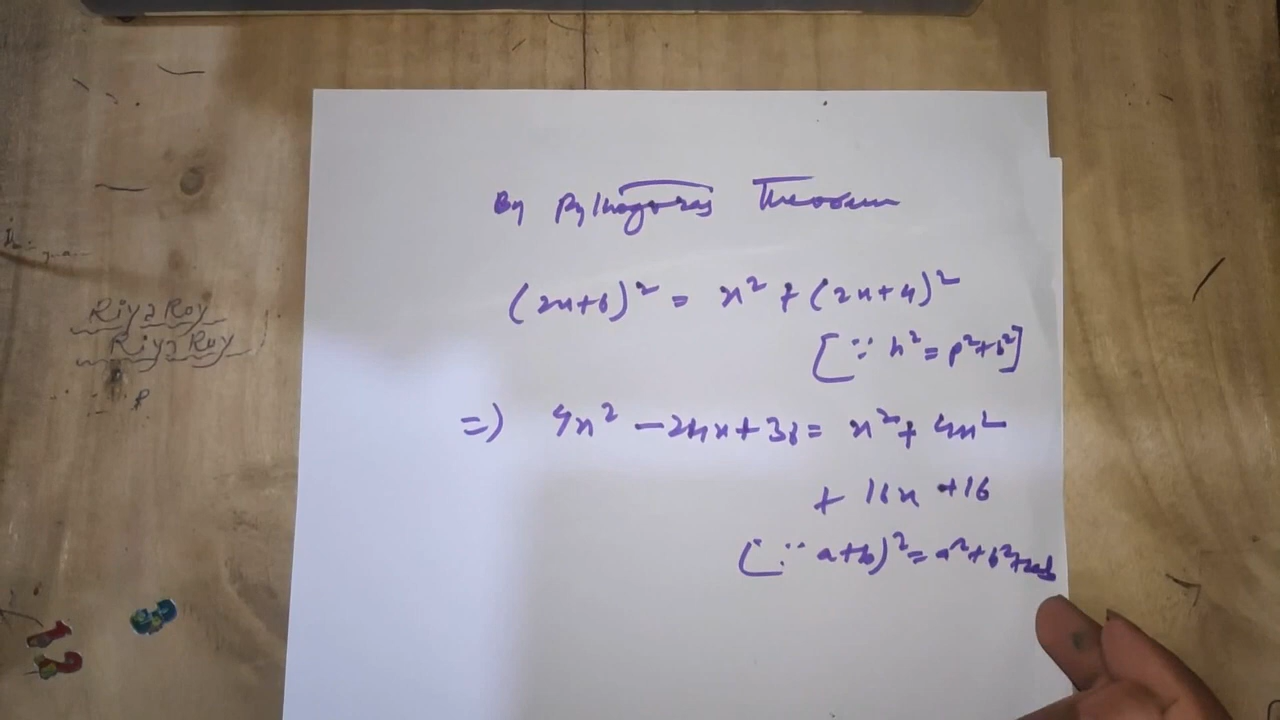 Riya Roy
Riya Roy
By Pythagoras Theorem
(2x+6)² = x² + (2x+4)²
[∵ h² = p²+b²]
=) 4x² - 24x + 36 = x² + 4x²
+ 16x + 16
(∵ a+b)² = a²+b²+2ab